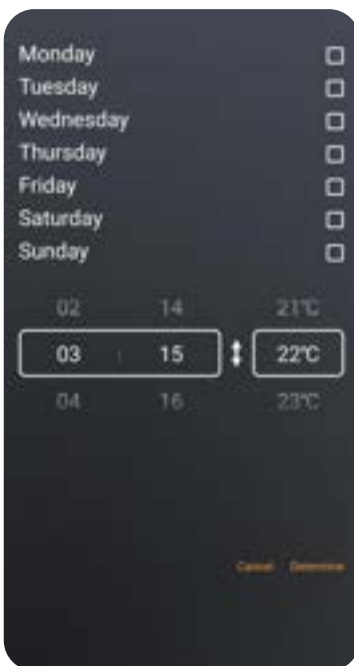 Monday
Tuesday
Wednesday
Thursday
Friday
Saturday
Sunday
02 14 21°C
03 : 15 22°C
04 16 23°C
Cancel Determine